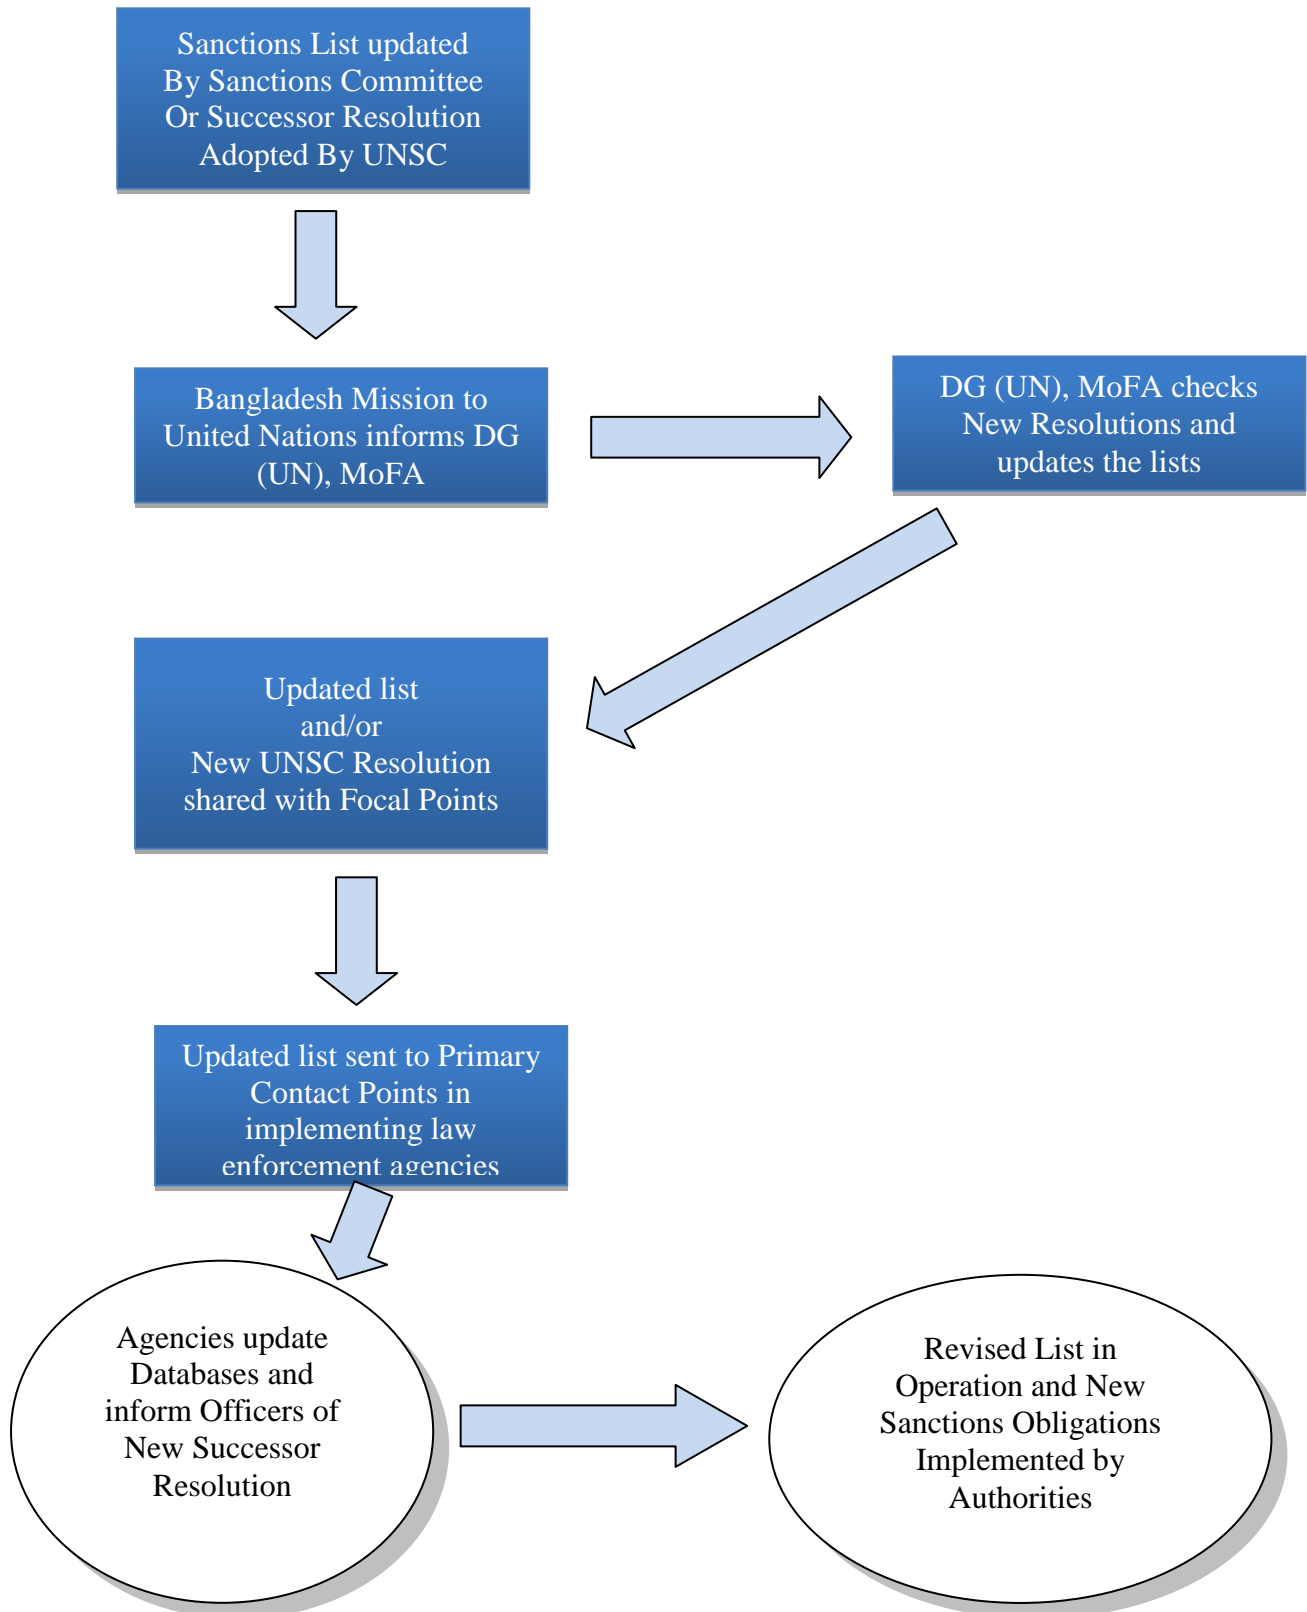 Sanctions List updated
By Sanctions Committee
Or Successor Resolution
Adopted By UNSC
Bangladesh Mission to
United Nations informs DG
(UN), MoFA
DG (UN), MoFA checks
New Resolutions and
updates the lists
Updated list
and/or
New UNSC Resolution
shared with Focal Points
Updated list sent to Primary
Contact Points in
implementing law
enforcement agencies
Agencies update
Databases and
inform Officers of
New Successor
Resolution
Revised List in
Operation and New
Sanctions Obligations
Implemented by
Authorities